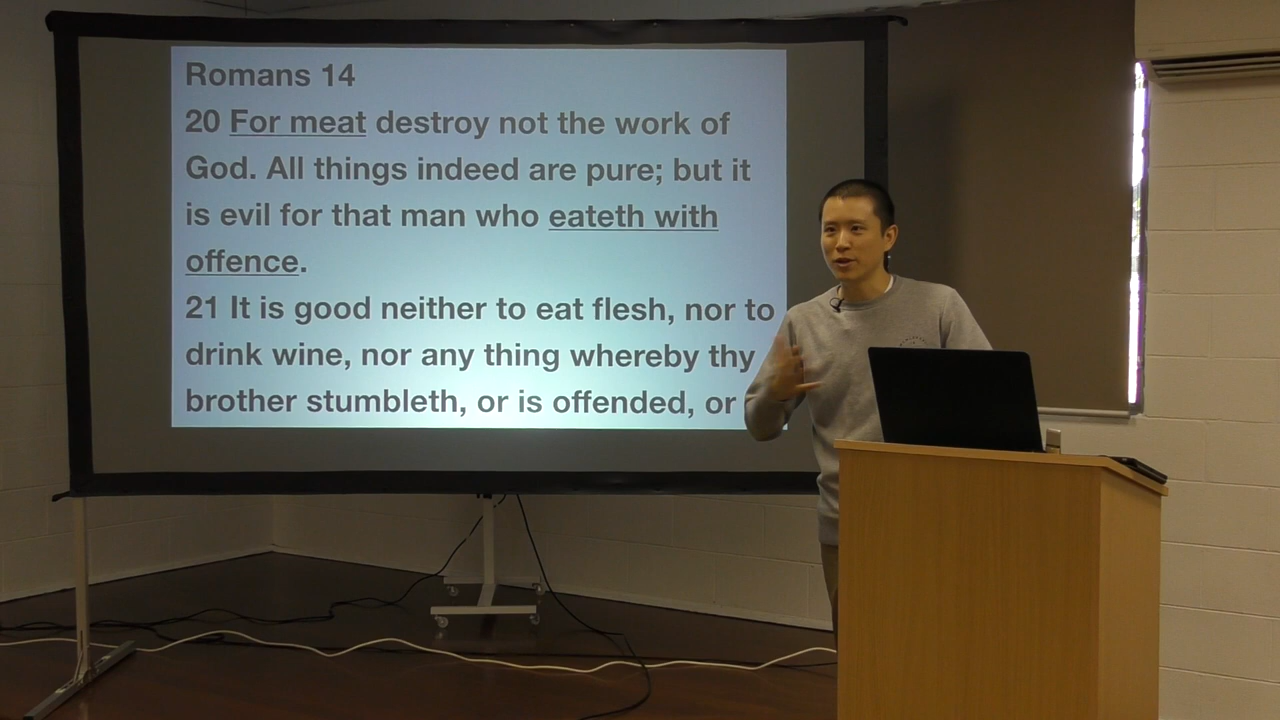 Romans 14
20 For meat destroy not the work of
God. All things indeed are pure; but it
is evil for that man who eateth with
offence.
21 It is good neither to eat flesh, nor to
drink wine, nor any thing whereby thy
brother stumbleth, or is offended, or